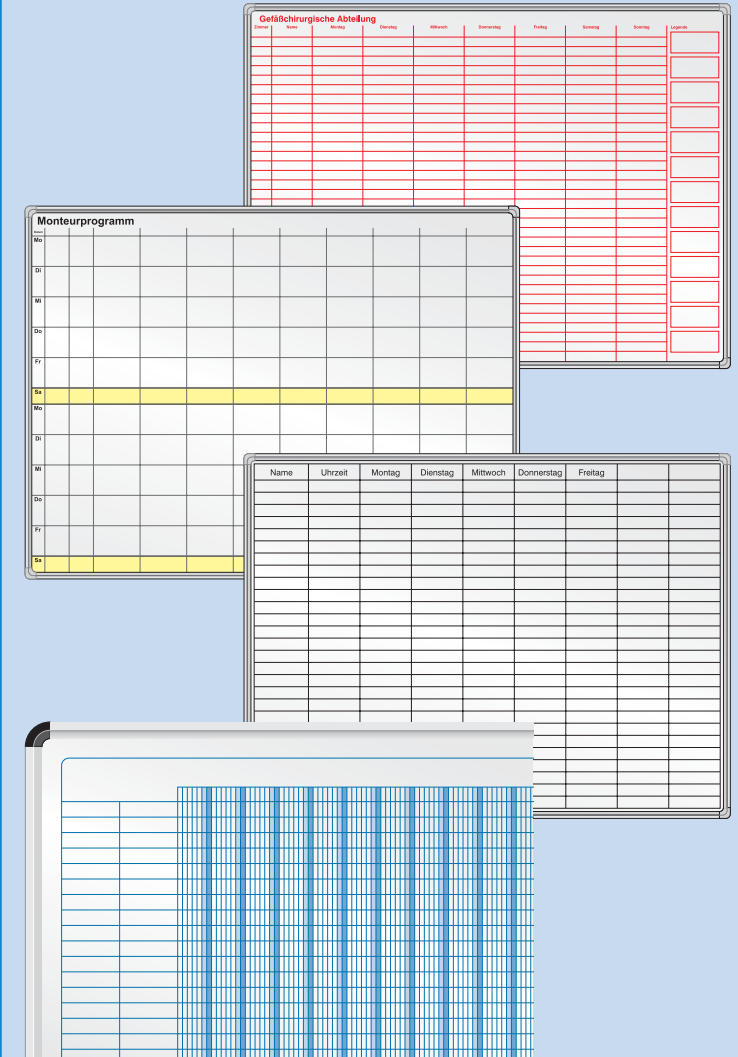 Gefäßchirurgische Abteilung
Zimmer Name Montag Dienstag Mittwoch Donnerstag Freitag Samstag Sonntag Legende
Monteurprogramm
Datum
Mo
Di
Mi
Do
Fr
Sa
Mo
Di
Mi
Do
Fr
Sa
Name Uhrzeit Montag Dienstag Mittwoch Donnerstag Freitag